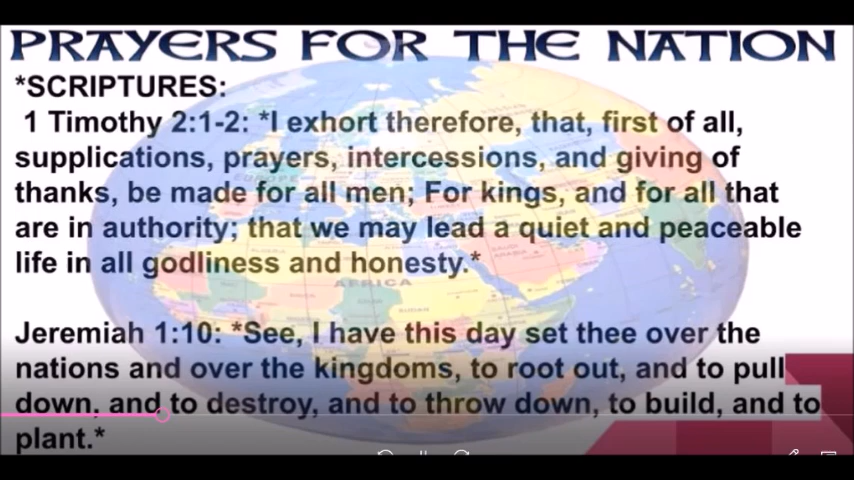 PRAYERS FOR THE NATION
*SCRIPTURES:
1 Timothy 2:1-2: *I exhort therefore, that, first of all,
supplications, prayers, intercessions, and giving of
thanks, be made for all men; For kings, and for all that
are in authority; that we may lead a quiet and peaceable
life in all godliness and honesty.*
Jeremiah 1:10: *See, I have this day set thee over the
nations and over the kingdoms, to root out, and to pull
down, and to destroy, and to throw down, to build, and to
plant.*
EUROPE
AFRICA